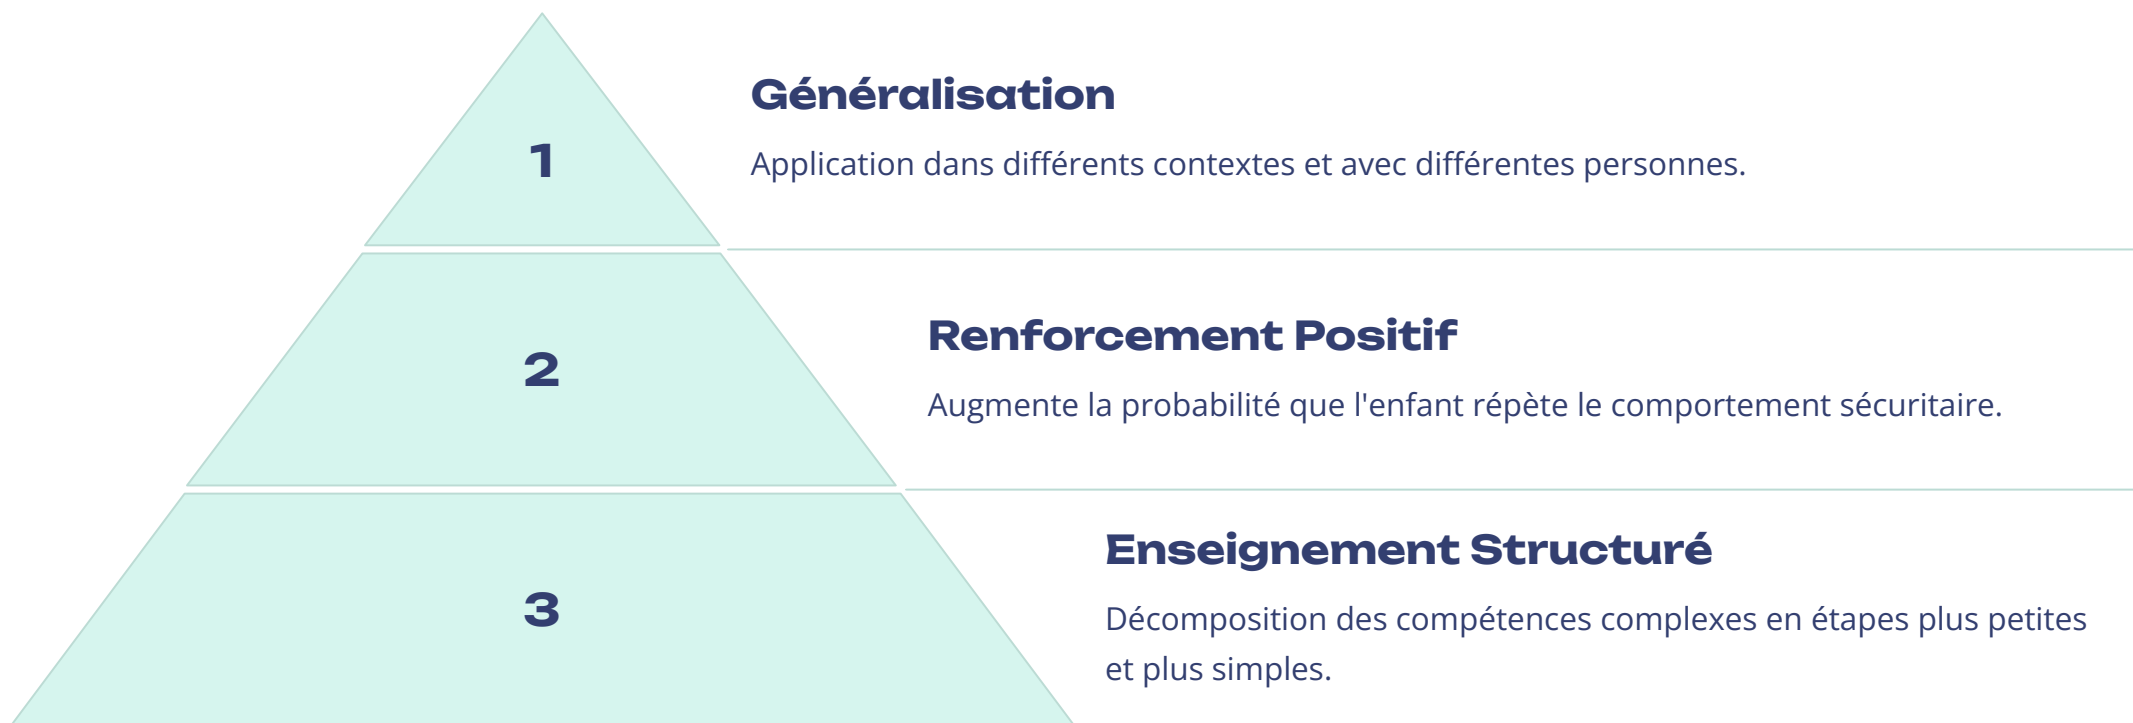 1
Généralisation
Application dans différents contextes et avec différentes personnes.
2
Renforcement Positif
Augmente la probabilité que l'enfant répète le comportement sécuritaire.
3
Enseignement Structuré
Décomposition des compétences complexes en étapes plus petites
et plus simples.